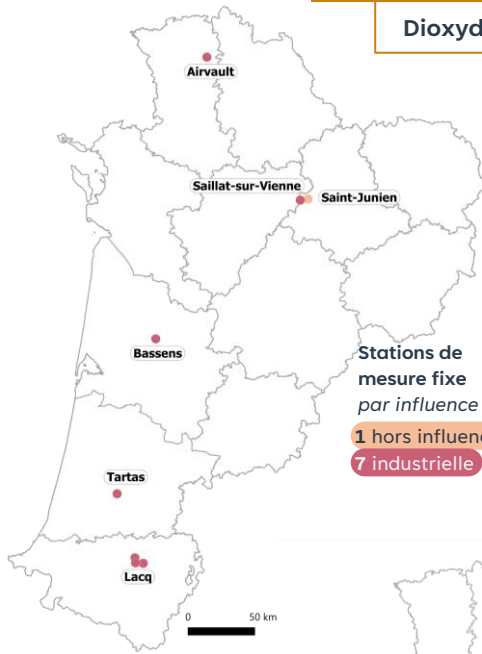 Dioxyd
Airvault
Saillat-sur-Vienne
Saint-Junien
Bassens
Stations de
mesure fixe
par influence
1 hors influenc
7 industrielle
Tartas
Lacq
0 50 km